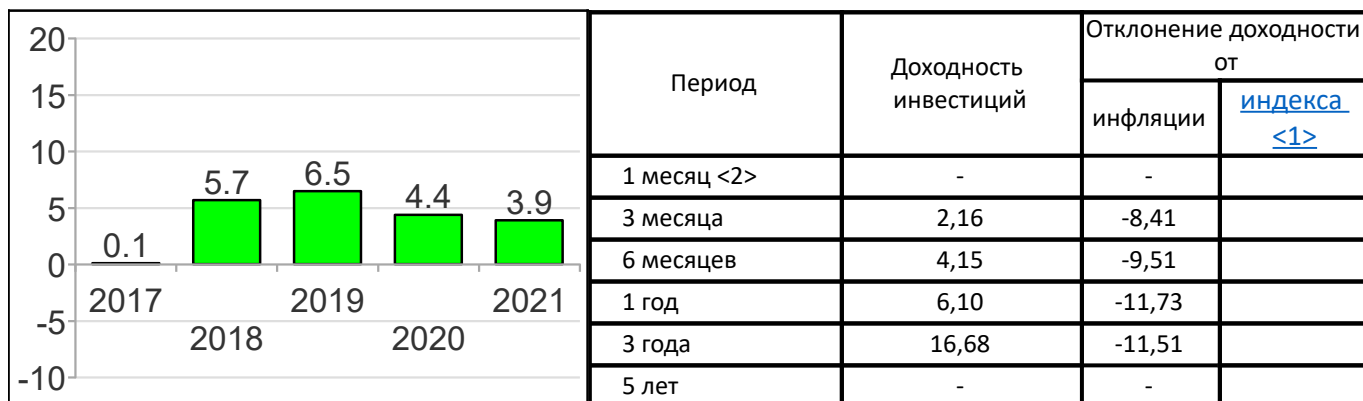 20
15
10
5
0
-5
-10
0.1
5.7
6.5
4.4
3.9
2017
2018
2019
2020
2021
Период
Доходность
инвестиций
Отклонение доходности
от
инфляции
индекса
<1>
1 месяц <2> - -
3 месяца 2,16 -8,41
6 месяцев 4,15 -9,51
1 год 6,10 -11,73
3 года 16,68 -11,51
5 лет - -